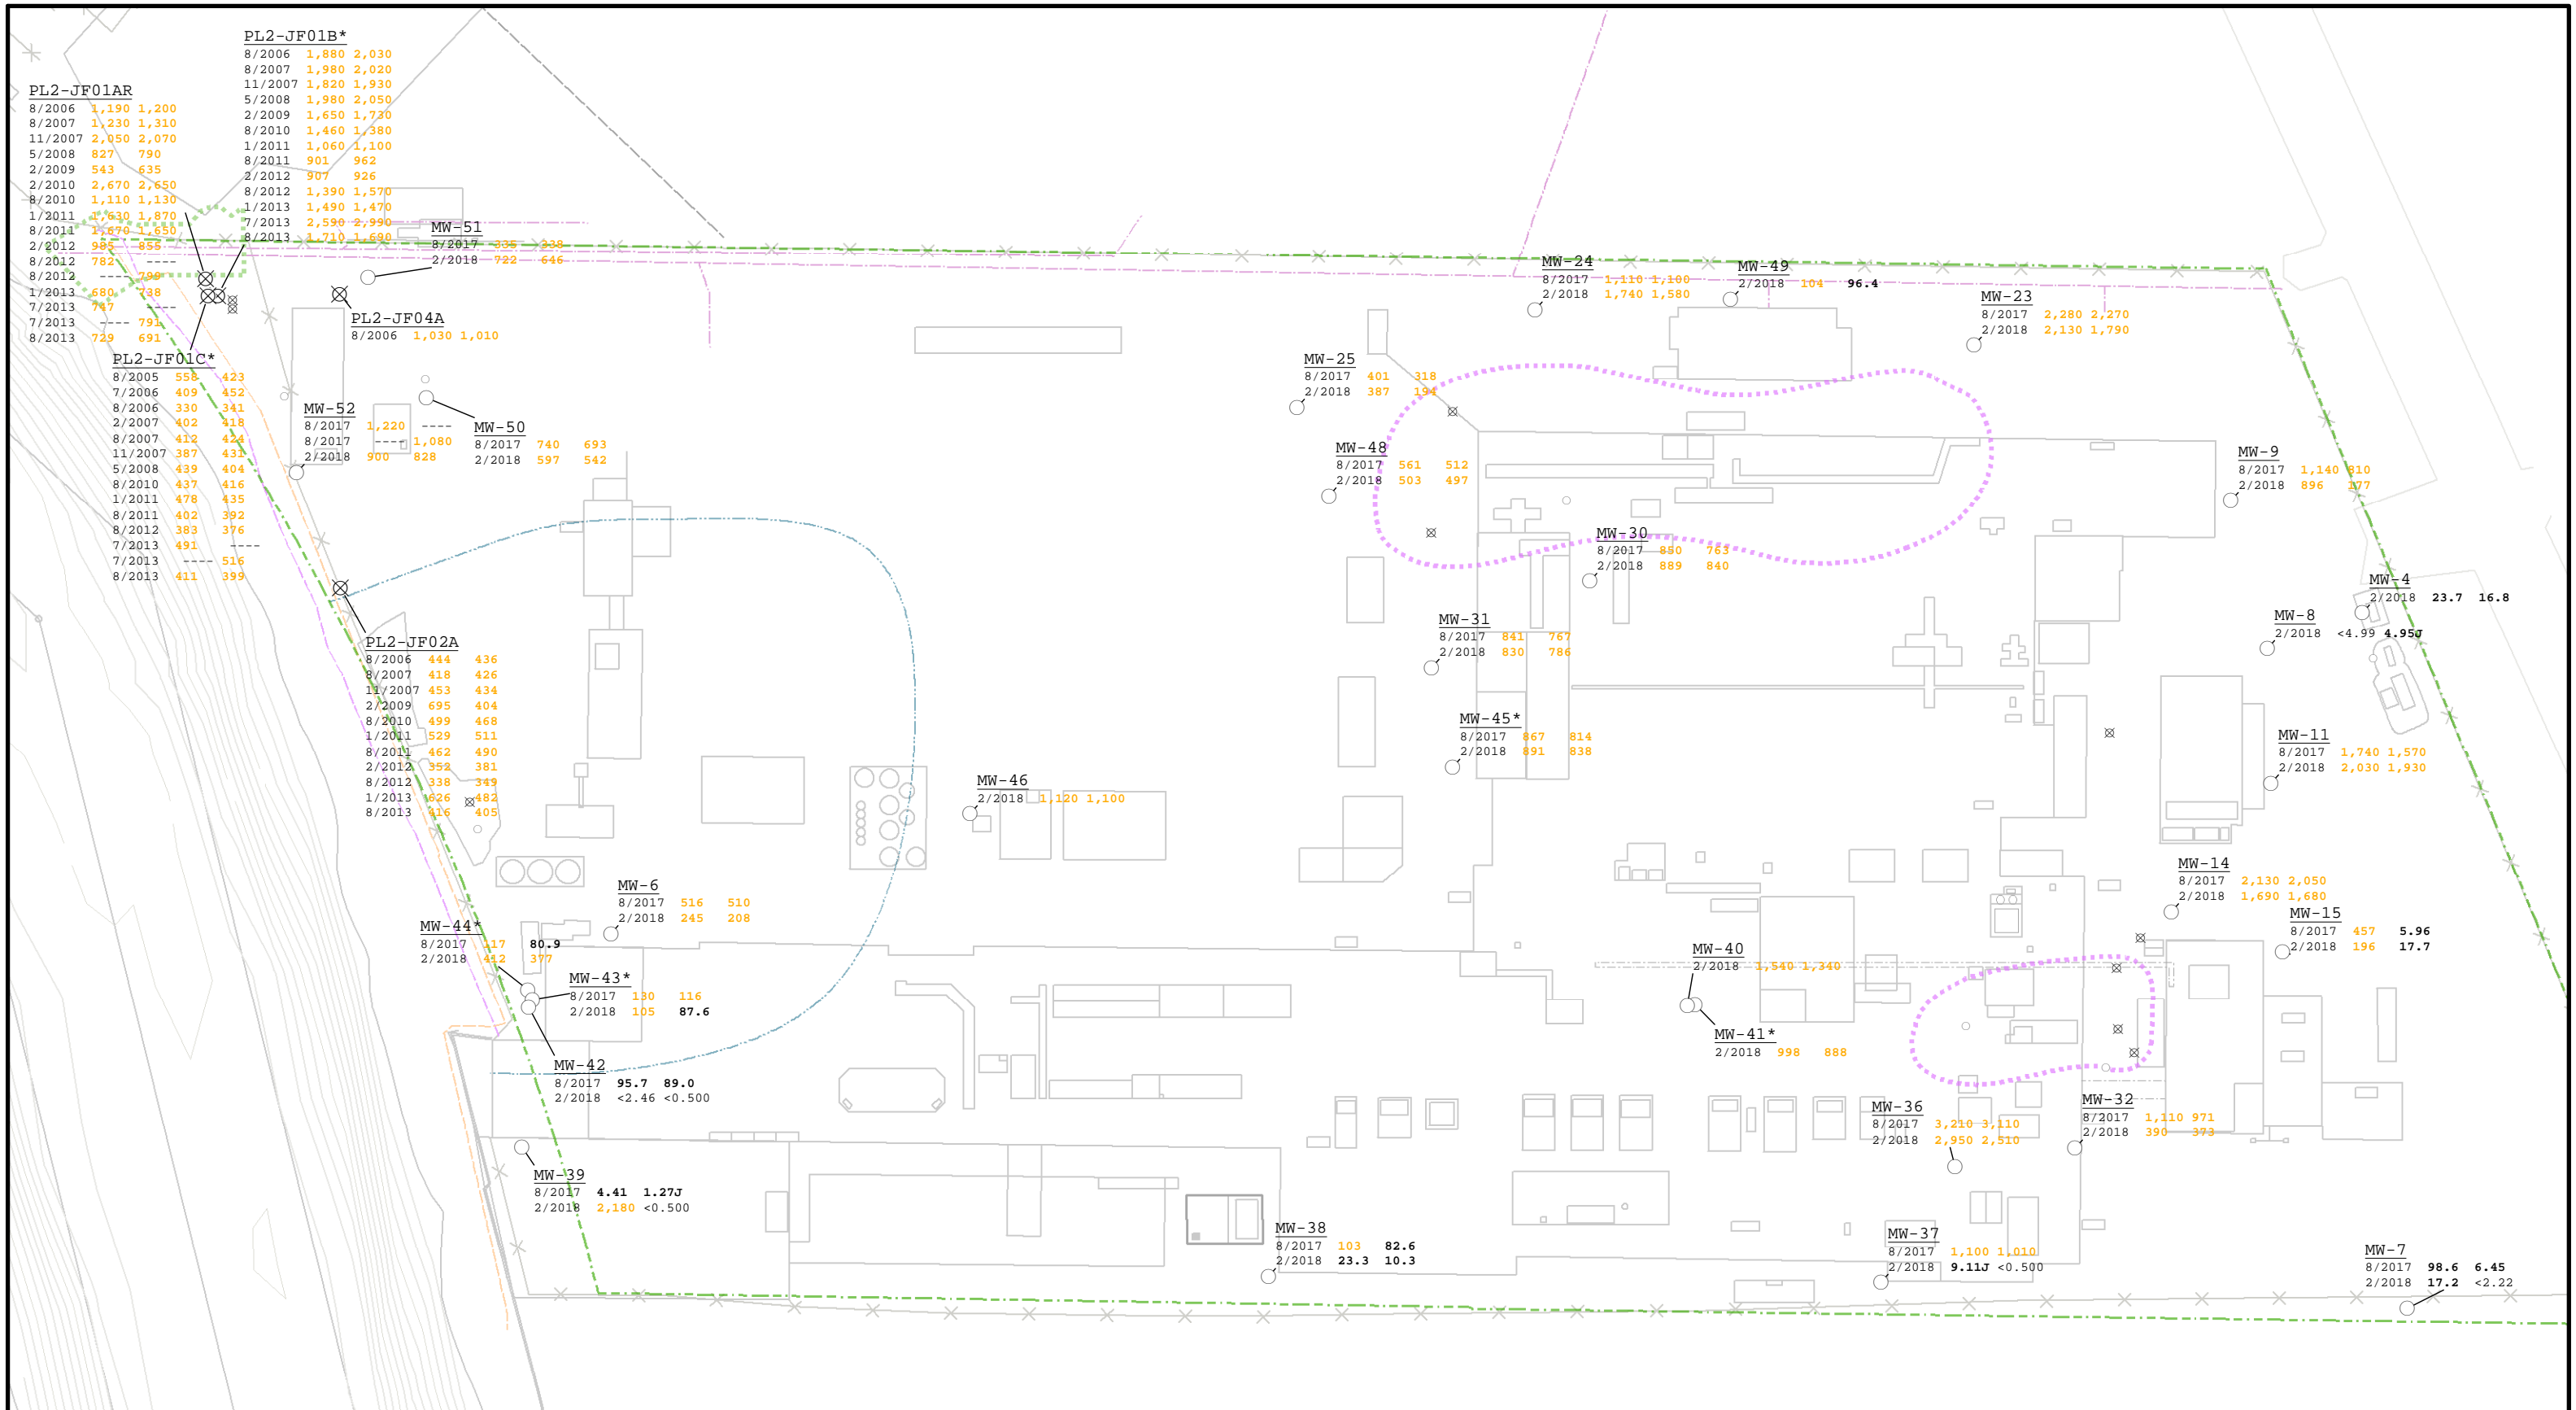 PL2-JF01B*
8/2006 1,880 2,030
8/2007 1,980 2,020
11/2007 1,820 1,930
5/2008 1,980 2,050
2/2009 1,650 1,730
8/2010 1,460 1,380
1/2011 1,060 1,100
8/2011 901 962
2/2012 907 926
8/2012 1,390 1,570
1/2013 1,490 1,470
7/2013 2,590 2,990
8/2013 1,710 1,690
PL2-JF01AR
8/2006 1,190 1,200
8/2007 1,230 1,310
11/2007 2,050 2,070
5/2008 827 790
2/2009 543 635
2/2010 2,670 2,650
8/2010 1,110 1,130
1/2011 1,630 1,870
8/2011 1,670 1,650
2/2012 985 855
8/2012 782 ----
8/2012 ---- 799
1/2013 680 738
7/2013 747 ----
7/2013 ---- 791
8/2013 729 691
PL2-JF01C*
8/2005 558 423
7/2006 409 452
8/2006 330 341
2/2007 402 418
8/2007 412 424
11/2007 387 431
5/2008 439 404
8/2010 437 416
1/2011 478 435
8/2011 402 392
8/2012 383 376
7/2013 491 ----
7/2013 ---- 516
8/2013 411 399
MW-51
8/2017 335 338
2/2018 722 646
PL2-JF04A
8/2006 1,030 1,010
MW-52
8/2017 1,220 ----
8/2017 ---- 1,080
2/2018 900 828
MW-50
8/2017 740 693
2/2018 597 542
PL2-JF02A
8/2006 444 436
8/2007 418 426
11/2007 453 434
2/2009 695 404
8/2010 499 468
1/2011 529 511
8/2011 462 490
2/2012 352 381
8/2012 338 349
1/2013 626 482
8/2013 416 405
MW-24
8/2017 1,110 1,100
2/2018 1,740 1,580
MW-49
2/2018 104 96.4
MW-23
8/2017 2,280 2,270
2/2018 2,130 1,790
MW-25
8/2017 401 318
2/2018 387 194
MW-48
8/2017 561 512
2/2018 503 497
MW-9
8/2017 1,140 810
2/2018 896 177
MW-30
8/2017 850 763
2/2018 889 840
MW-4
2/2018 23.7 16.8
MW-8
2/2018 <4.99 4.95J
MW-31
8/2017 841 767
2/2018 830 786
MW-45*
8/2017 867 814
2/2018 891 838
MW-11
8/2017 1,740 1,570
2/2018 2,030 1,930
MW-46
2/2018 1,120 1,100
MW-14
8/2017 2,130 2,050
2/2018 1,690 1,680
MW-6
8/2017 516 510
2/2018 245 208
MW-15
8/2017 457 5.96
2/2018 196 17.7
MW-44*
8/2017 117 80.9
2/2018 412 377
MW-40
2/2018 1,540 1,340
MW-43*
8/2017 130 116
2/2018 105 87.6
MW-41*
2/2018 998 888
MW-42
8/2017 95.7 89.0
2/2018 <2.46 <0.500
MW-36
8/2017 3,210 3,110
2/2018 2,950 2,510
MW-32
8/2017 1,110 971
2/2018 390 373
MW-39
8/2017 4.41 1.27J
2/2018 2,180 <0.500
MW-38
8/2017 103 82.6
2/2018 23.3 10.3
MW-37
8/2017 1,100 1,010
2/2018 9.11J <0.500
MW-7
8/2017 98.6 6.45
2/2018 17.2 <2.22